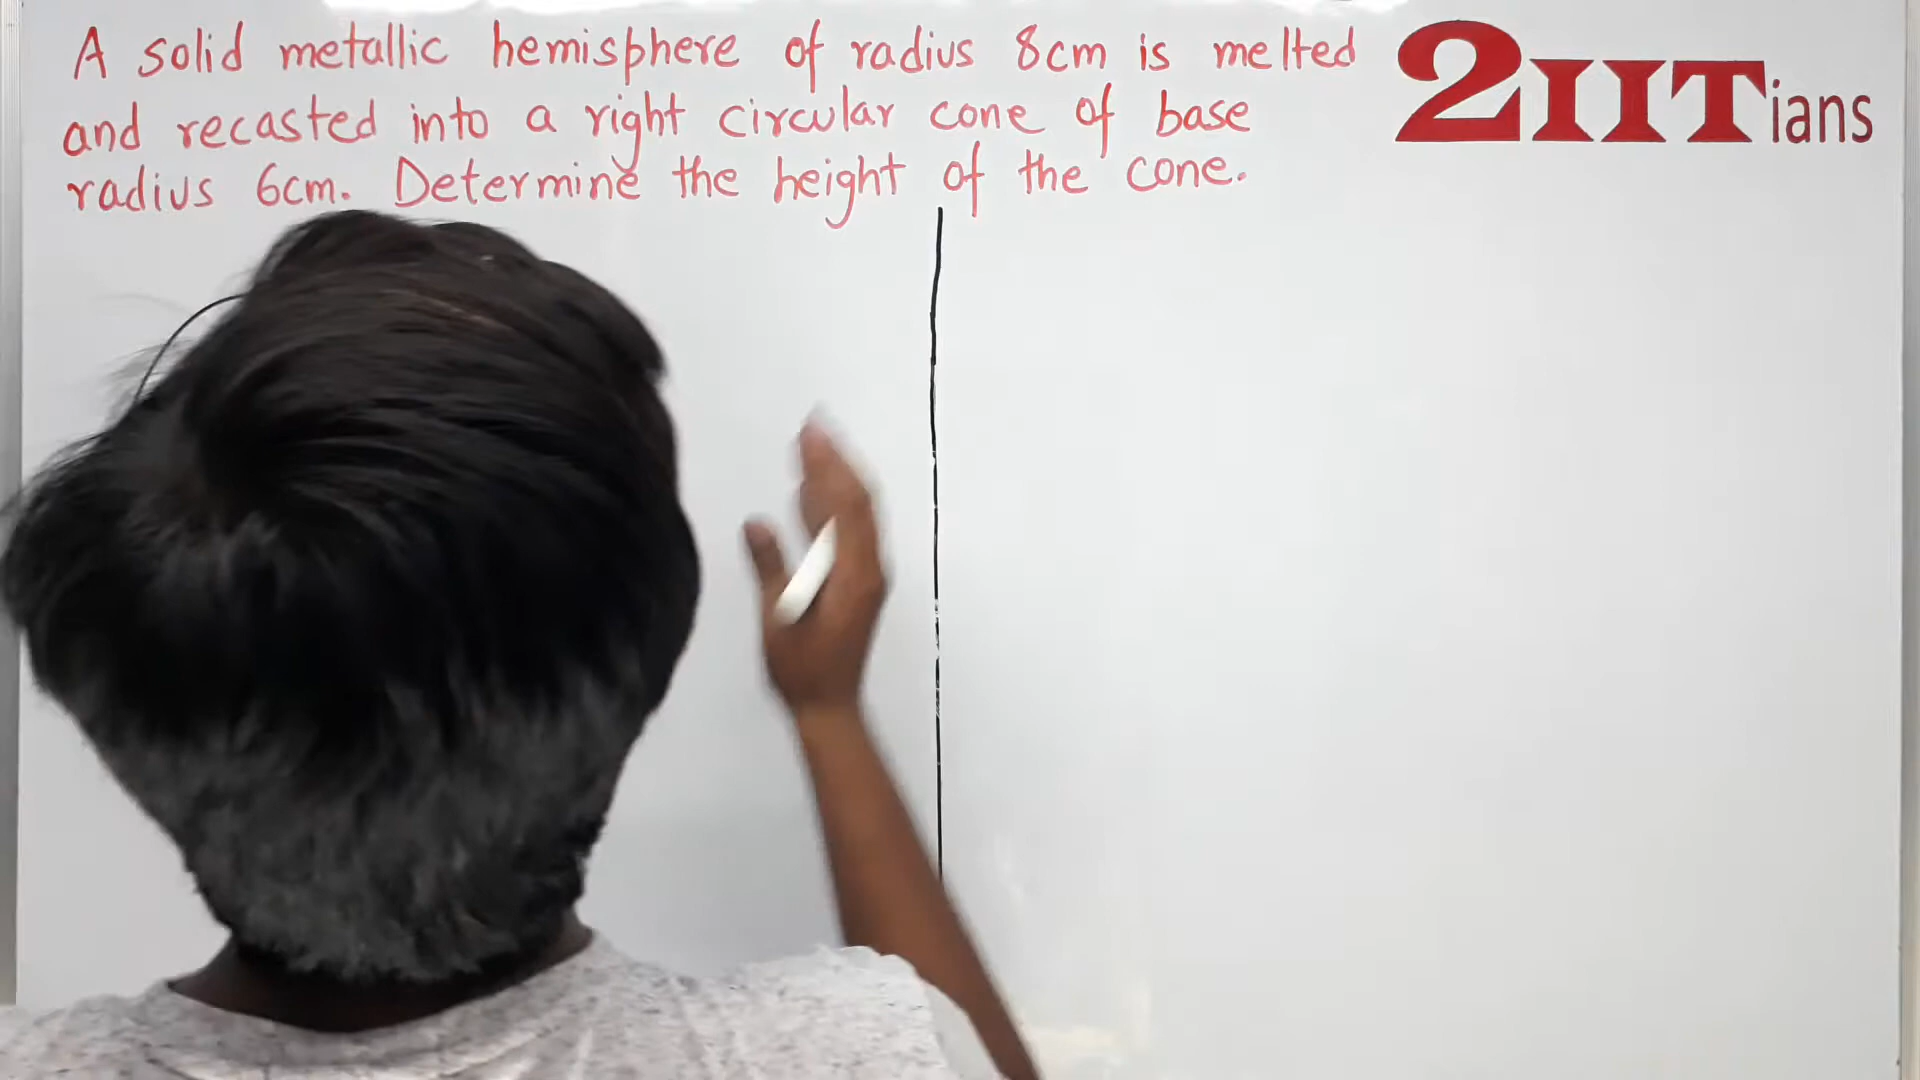 A solid metallic hemisphere of radius 8cm is melted
and recasted into a right circular cone of base
radius 6cm. Determine the height of the cone.
2IITians